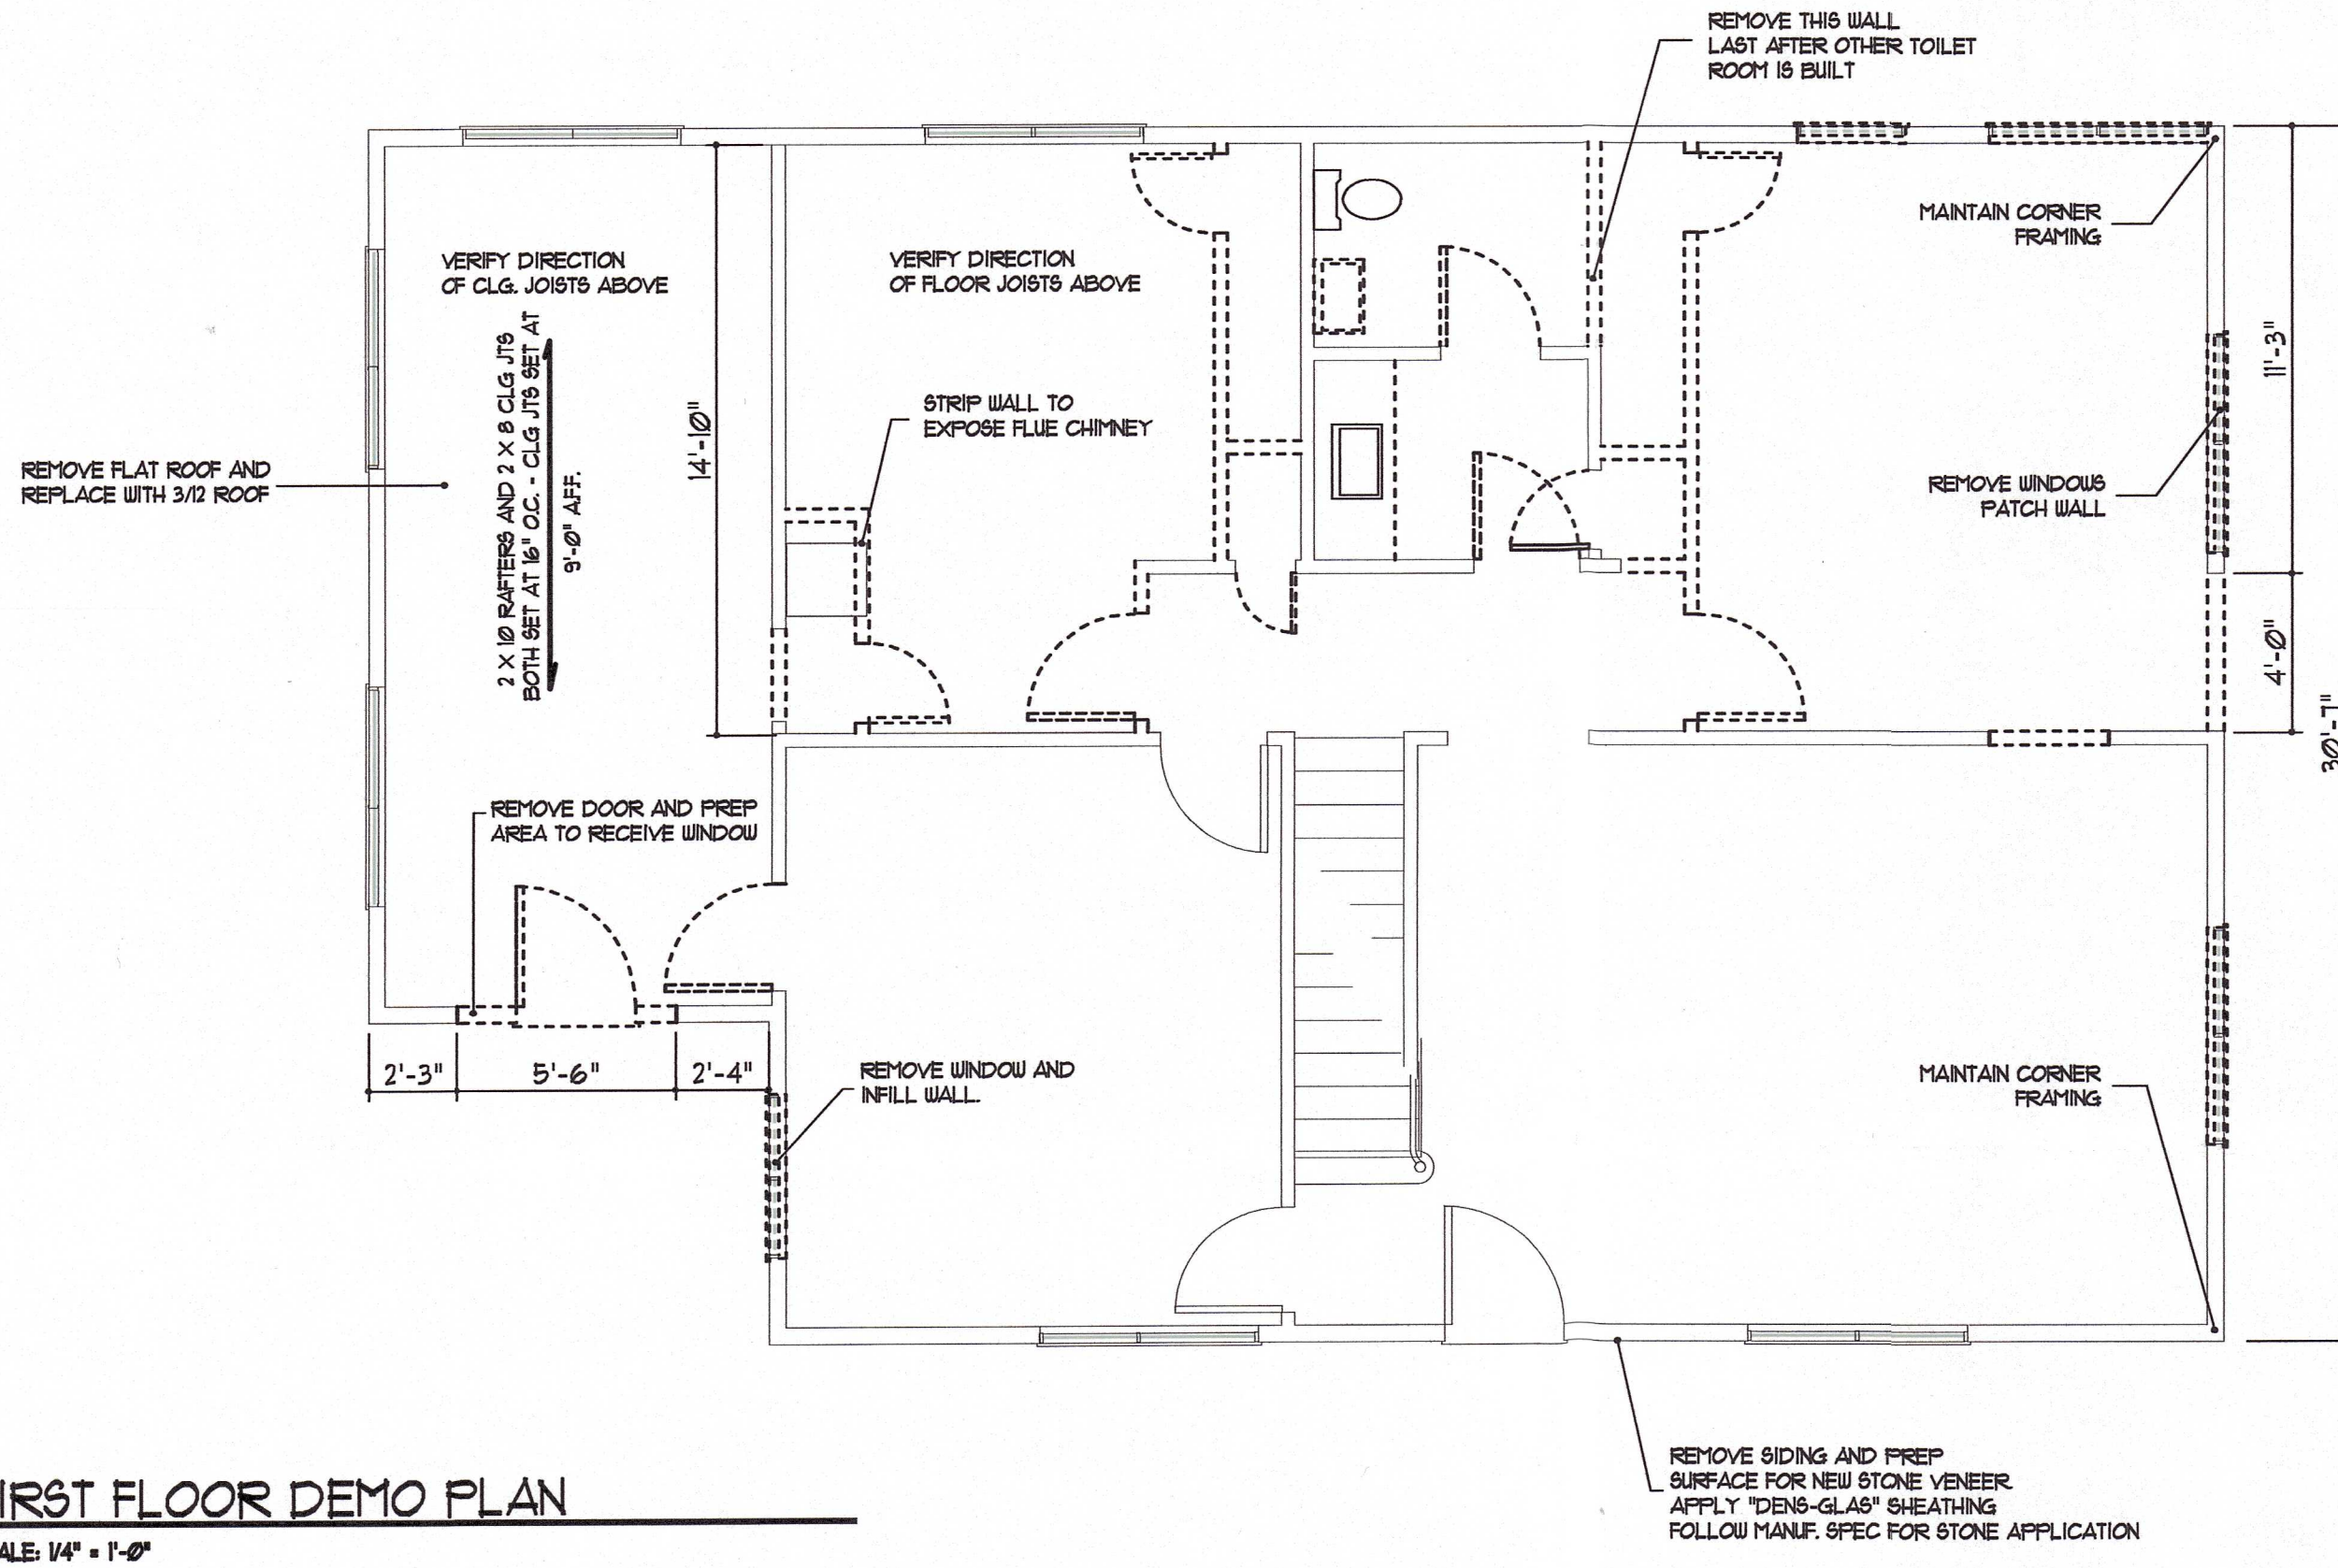 REMOVE THIS WALL
LAST AFTER OTHER TOILET
ROOM IS BUILT
MAINTAIN CORNER
FRAMING
VERIFY DIRECTION
OF CLG. JOISTS ABOVE
VERIFY DIRECTION
OF FLOOR JOISTS ABOVE
2 X 10 RAFTERS AND 2 X 8 CLG JTS
BOTH SET AT 16" O.C. - CLG JTS SET AT
9'-0" AFF.
14'-10"
STRIP WALL TO
EXPOSE FLUE CHIMNEY
11'-3"
REMOVE FLAT ROOF AND
REPLACE WITH 3/12 ROOF
REMOVE WINDOWS
PATCH WALL
4'-0"
30'-7"
REMOVE DOOR AND PREP
AREA TO RECEIVE WINDOW
2'-3"
5'-6"
2'-4"
REMOVE WINDOW AND
INFILL WALL.
MAINTAIN CORNER
FRAMING
REMOVE SIDING AND PREP
SURFACE FOR NEW STONE VENEER
APPLY "DENS-GLAS" SHEATHING
FOLLOW MANUF. SPEC FOR STONE APPLICATION
IRST FLOOR DEMO PLAN
ALE: 1/4" = 1'-0"